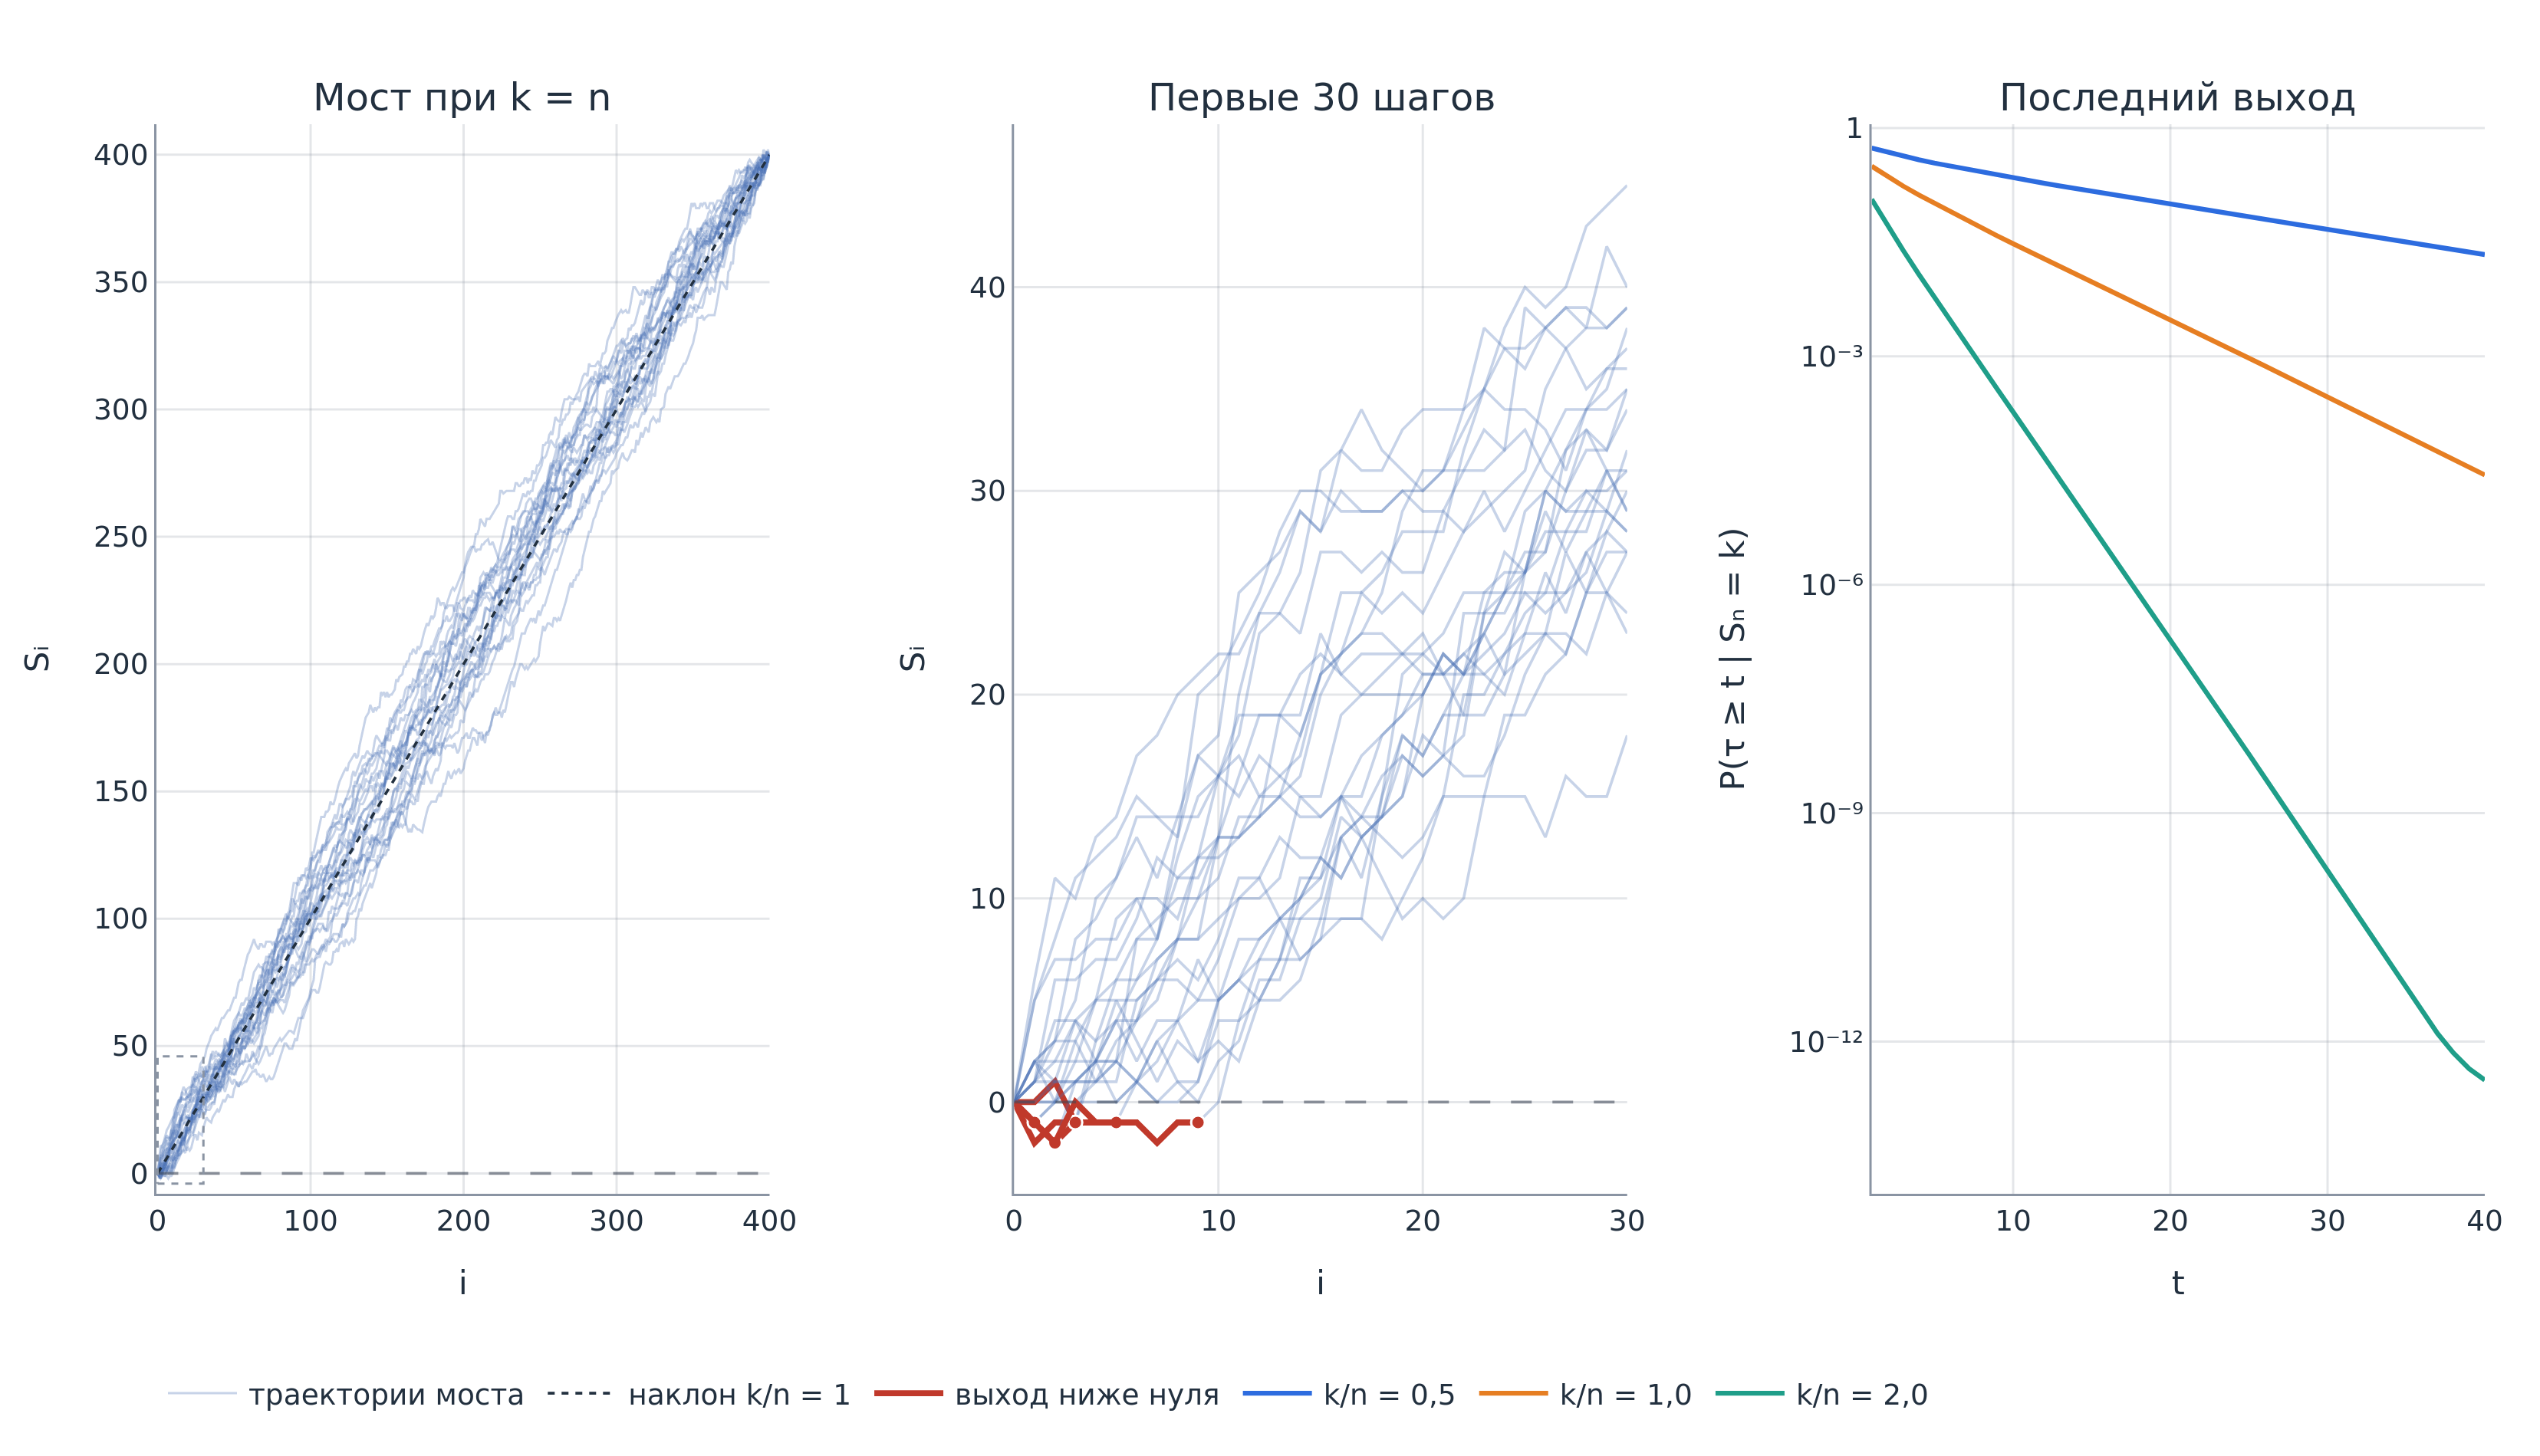 Мост при k = n
Первые 30 шагов
Последний выход
400
350
300
250
200
150
100
50
0
Sᵢ
0 100 200 300 400
i
40
30
20
10
0
Sᵢ
0 10 20 30
i
1
10⁻³
10⁻⁶
10⁻⁹
10⁻¹²
P(τ ≥ t | Sₙ = k)
10 20 30 40
t
траектории моста наклон k/n = 1 выход ниже нуля k/n = 0,5 k/n = 1,0 k/n = 2,0